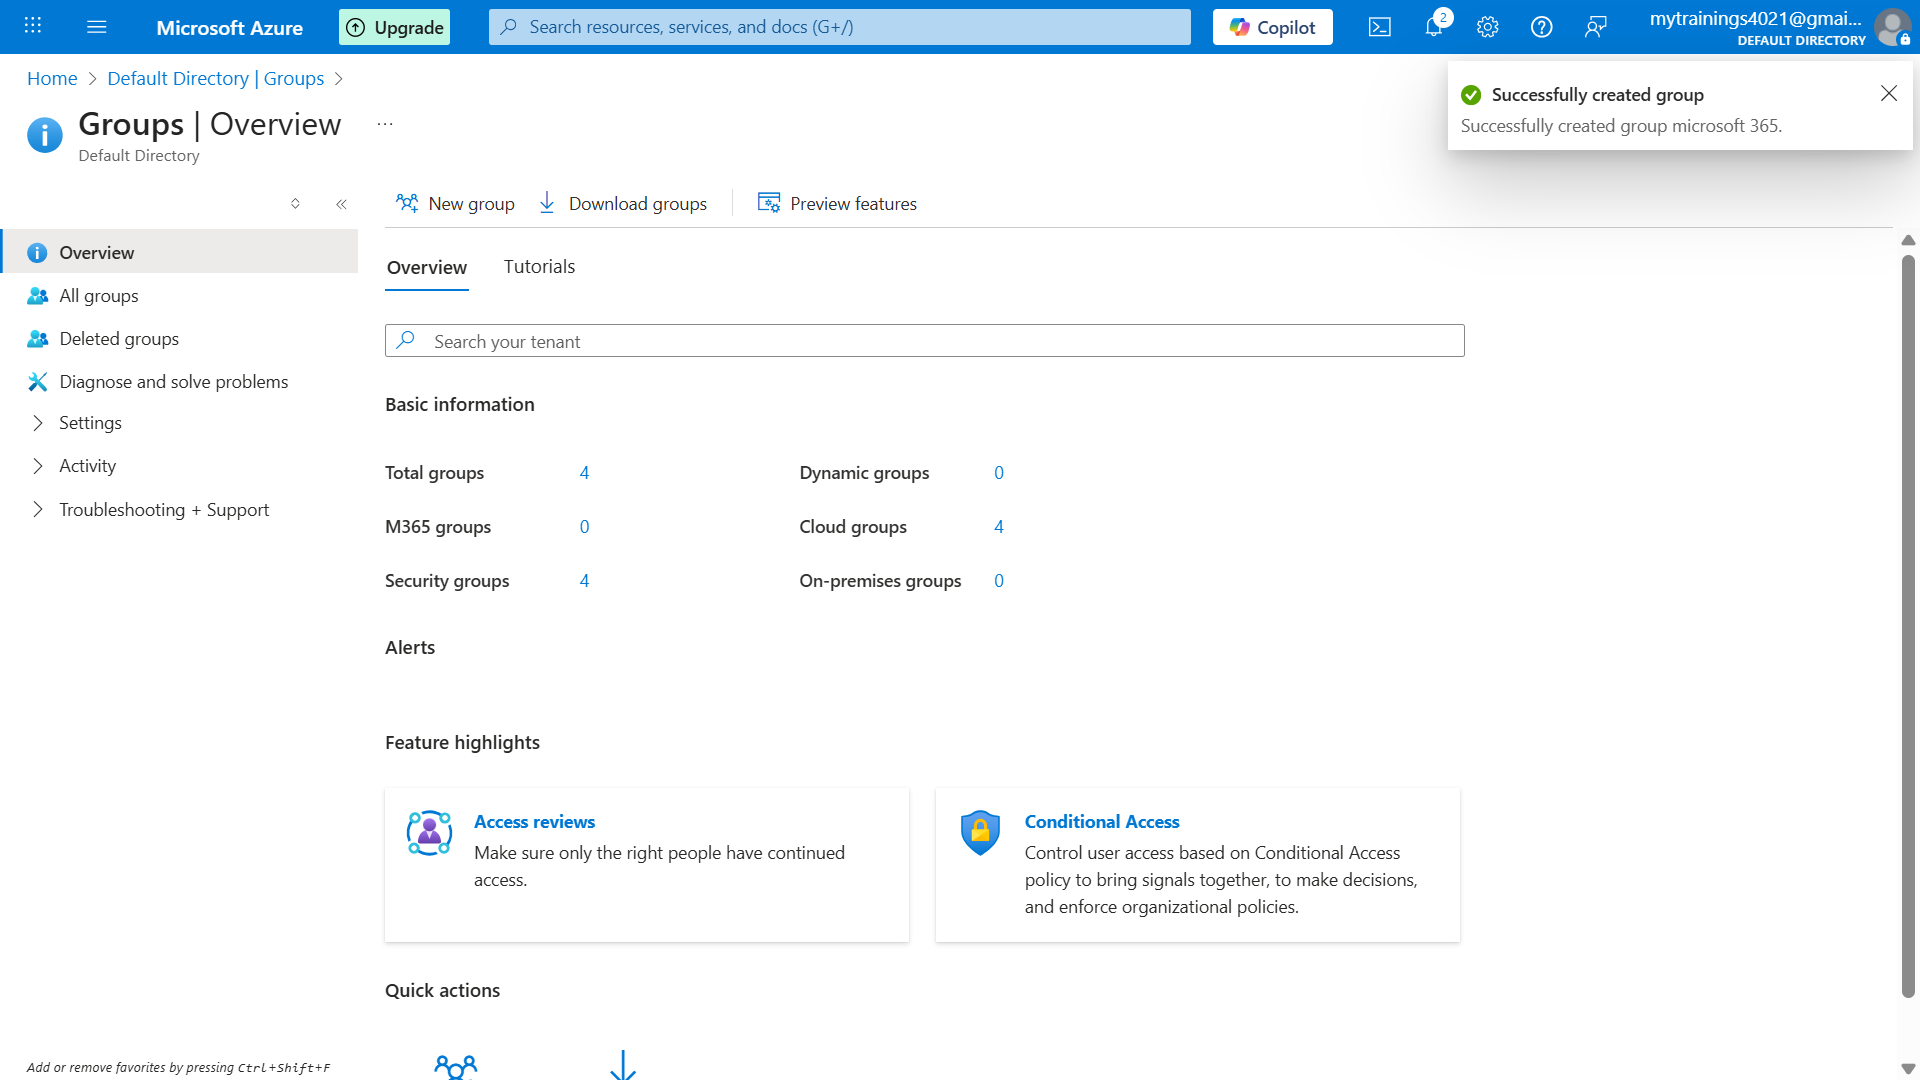 Microsoft Azure
Upgrade
Search resources, services, and docs (G+/)
Copilot
2
mytrainings4021@gmai...
DEFAULT DIRECTORY
Home
Default Directory | Groups
Successfully created group
Successfully created group microsoft 365.
Groups | Overview
...
Default Directory
New group
Download groups
Preview features
Overview
All groups
Deleted groups
Diagnose and solve problems
Settings
Activity
Troubleshooting + Support
Overview
Tutorials
Search your tenant
Basic information
Total groups 4
Dynamic groups 0
M365 groups 0
Cloud groups 4
Security groups 4
On-premises groups 0
Alerts
Feature highlights
Access reviews
Make sure only the right people have continued
access.
Conditional Access
Control user access based on Conditional Access
policy to bring signals together, to make decisions,
and enforce organizational policies.
Quick actions
Add or remove favorites by pressing Ctrl+Shift+F